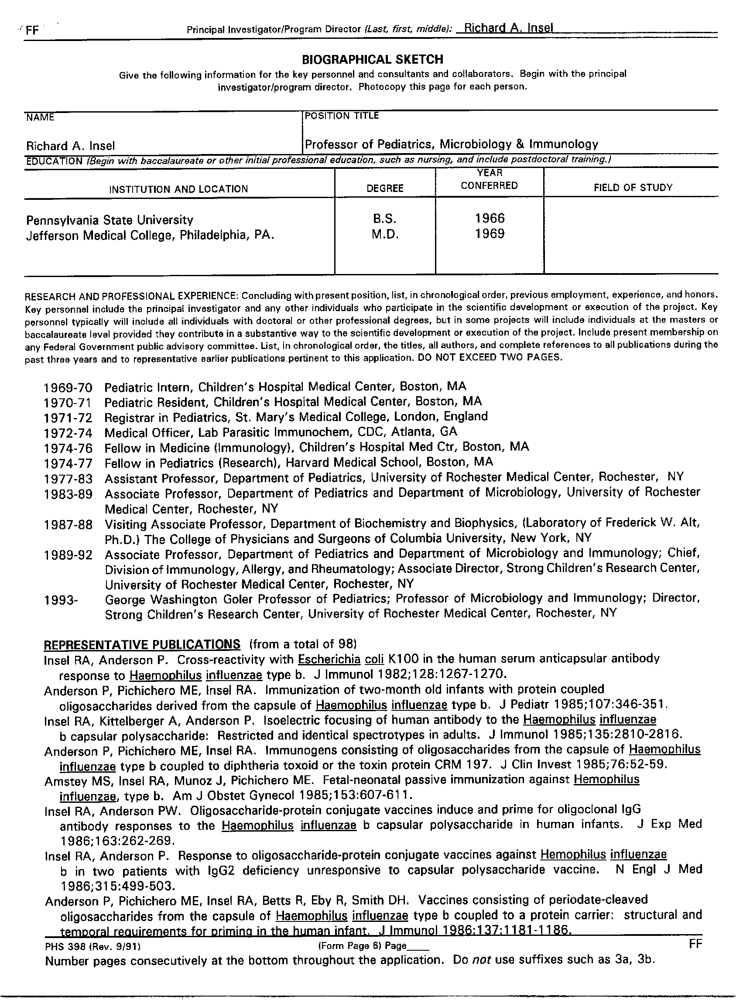 FF Principal Investigator/Program Director (Last, first, middle): Richard A. Insel
BIOGRAPHICAL SKETCH
Give the following information for the key personnel and consultants and collaborators. Begin with the principal
investigator/program director. Photocopy this page for each person.
NAME POSITION TITLE
Richard A. Insel Professor of Pediatrics, Microbiology & Immunology
EDUCATION (Begin with baccalaureate or other initial professional education, such as nursing, and include postdoctoral training.)
INSTITUTION AND LOCATION DEGREE YEAR CONFERRED FIELD OF STUDY
Pennsylvania State University B.S. 1966
Jefferson Medical College, Philadelphia, PA. M.D. 1969
RESEARCH AND PROFESSIONAL EXPERIENCE: Concluding with present position, list, in chronological order, previous employment, experience, and honors.
Key personnel include the principal investigator and any other individuals who participate in the scientific development or execution of the project. Key
personnel typically will include all individuals with doctoral or other professional degrees, but in some projects will include individuals at the masters or
baccalaureate level provided they contribute in a substantive way to the scientific development or execution of the project. Include present membership on
any Federal Government public advisory committee. List, in chronological order, the titles, all authors, and complete references to all publications during the
past three years and to representative earlier publications pertinent to this application. DO NOT EXCEED TWO PAGES.
1969-70 Pediatric Intern, Children's Hospital Medical Center, Boston, MA
1970-71 Pediatric Resident, Children's Hospital Medical Center, Boston, MA
1971-72 Registrar in Pediatrics, St. Mary's Medical College, London, England
1972-74 Medical Officer, Lab Parasitic Immunochem, CDC, Atlanta, GA
1974-76 Fellow in Medicine (Immunology), Children's Hospital Med Ctr, Boston, MA
1974-77 Fellow in Pediatrics (Research), Harvard Medical School, Boston, MA
1977-83 Assistant Professor, Department of Pediatrics, University of Rochester Medical Center, Rochester, NY
1983-89 Associate Professor, Department of Pediatrics and Department of Microbiology, University of Rochester
Medical Center, Rochester, NY
1987-88 Visiting Associate Professor, Department of Biochemistry and Biophysics, (Laboratory of Frederick W. Alt,
Ph.D.) The College of Physicians and Surgeons of Columbia University, New York, NY
1989-92 Associate Professor, Department of Pediatrics and Department of Microbiology and Immunology; Chief,
Division of Immunology, Allergy, and Rheumatology; Associate Director, Strong Children's Research Center,
University of Rochester Medical Center, Rochester, NY
1993- George Washington Goler Professor of Pediatrics; Professor of Microbiology and Immunology; Director,
Strong Children's Research Center, University of Rochester Medical Center, Rochester, NY
REPRESENTATIVE PUBLICATIONS (from a total of 98)
Insel RA, Anderson P. Cross-reactivity with Escherichia coli K100 in the human serum anticapsular antibody
response to Haemophilus influenzae type b. J Immunol 1982;128:1267-1270.
Anderson P, Pichichero ME, Insel RA. Immunization of two-month old infants with protein coupled
oligosaccharides derived from the capsule of Haemophilus influenzae type b. J Pediatr 1985;107:346-351.
Insel RA, Kittelberger A, Anderson P. Isoelectric focusing of human antibody to the Haemophilus influenzae
b capsular polysaccharide: Restricted and identical spectrotypes in adults. J Immunol 1985;135:2810-2816.
Anderson P, Pichichero ME, Insel RA. Immunogens consisting of oligosaccharides from the capsule of Haemophilus
influenzae type b coupled to diphtheria toxoid or the toxin protein CRM 197. J Clin Invest 1985;76:52-59.
Amstey MS, Insel RA, Munoz J, Pichichero ME. Fetal-neonatal passive immunization against Hemophilus
influenzae, type b. Am J Obstet Gynecol 1985;153:607-611.
Insel RA, Anderson PW. Oligosaccharide-protein conjugate vaccines induce and prime for oligoclonal IgG
antibody responses to the Haemophilus influenzae b capsular polysaccharide in human infants. J Exp Med
1986;163:262-269.
Insel RA, Anderson P. Response to oligosaccharide-protein conjugate vaccines against Hemophilus influenzae
b in two patients with IgG2 deficiency unresponsive to capsular polysaccharide vaccine. N Engl J Med
1986;315:499-503.
Anderson P, Pichichero ME, Insel RA, Betts R, Eby R, Smith DH. Vaccines consisting of periodate-cleaved
oligosaccharides from the capsule of Haemophilus influenzae type b coupled to a protein carrier: structural and
temporal requirements for priming in the human infant. J Immunol 1986;137:1181-1186.
PHS 398 (Rev. 9/91) (Form Page 6) Page____ FF
Number pages consecutively at the bottom throughout the application. Do not use suffixes such as 3a, 3b.